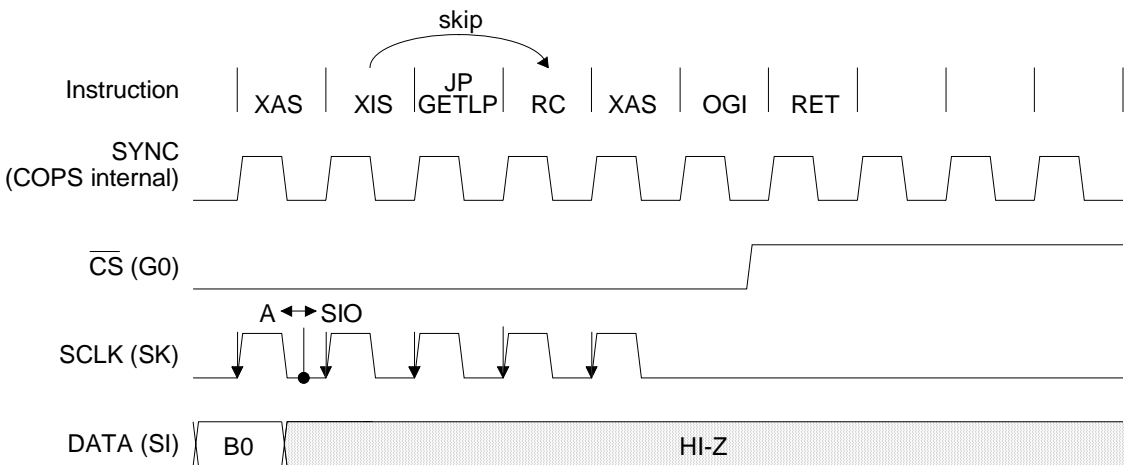 skip
Instruction
XAS XIS JP GETLP RC XAS OGI RET
SYNC
(COPS internal)
CS (G0)
A SIO
SCLK (SK)
DATA (SI) B0 HI-Z